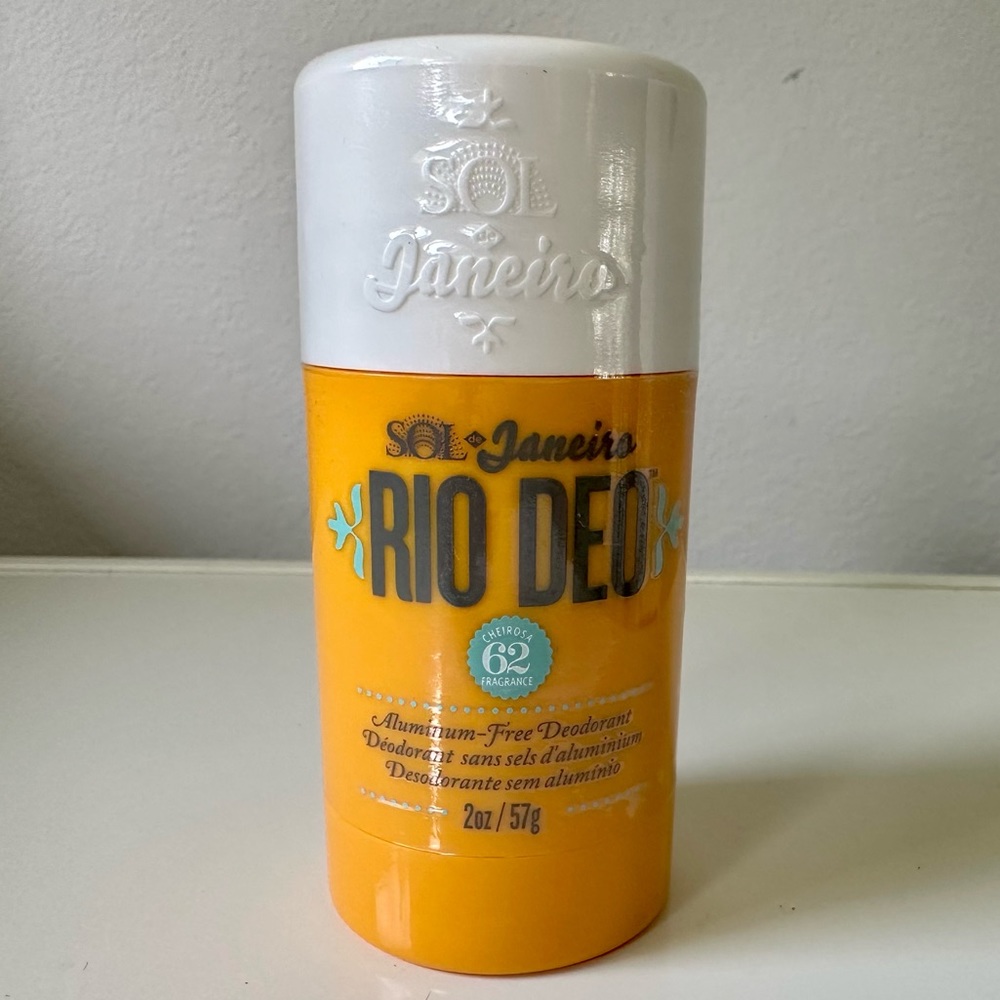 SOL
de
Janeiro
SOL de Janeiro
RIO DEO™
CHEIROSA
62
FRAGRANCE
Aluminum-Free Deodorant
Déodorant sans sels d'aluminium
Desodorante sem alumínio
2oz / 57g